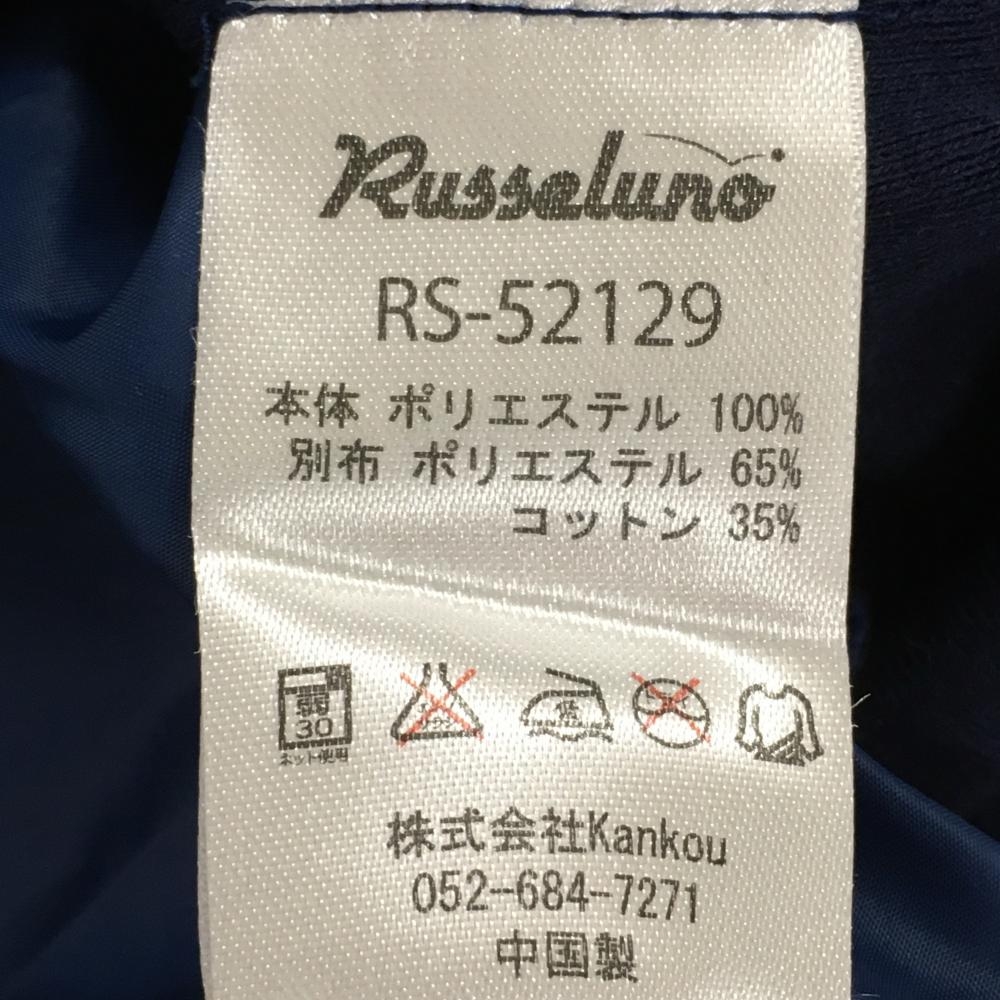 Russeluno
RS-52129
本体 ポリエステル 100%
別布 ポリエステル 65%
コットン 35%
弱
30
ネット使用
低
株式会社Kankou
052-684-7271
中国製